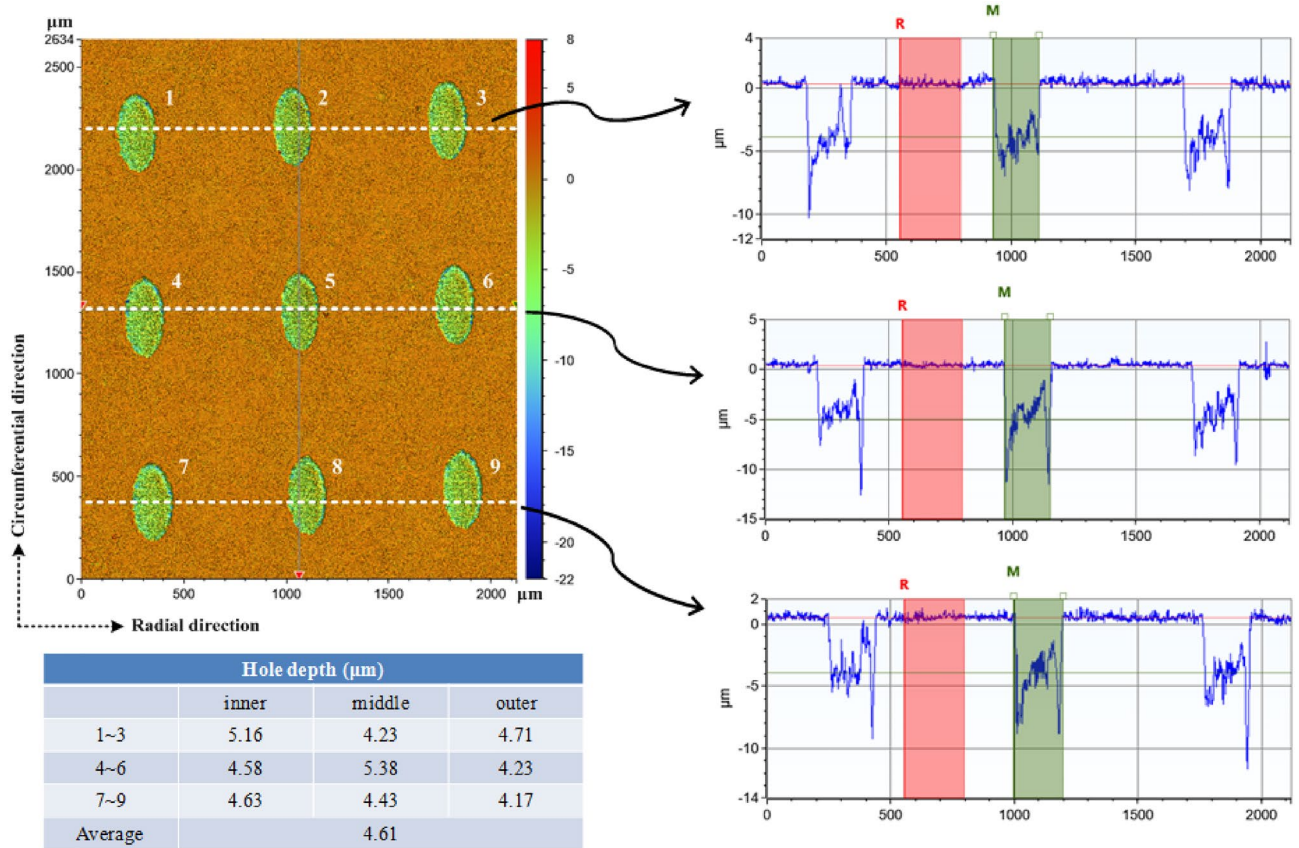 µm
2634
2500
2000
1500
1000
500
0
0 500 1000 1500 2000 µm
1 2 3
4 5 6
7 8 9
8
5
0
-5
-10
-15
-20
-22
Circumferential direction
Radial direction
R M
4
0
-5
-10
-12
µm
0 500 1000 1500 2000
R M
5
0
-5
-10
-15
µm
0 500 1000 1500 2000
R M
2
0
-5
-10
-14
µm
0 500 1000 1500 2000
Hole depth (µm)
inner middle outer
1~3 5.16 4.23 4.71
4~6 4.58 5.38 4.23
7~9 4.63 4.43 4.17
Average 4.61